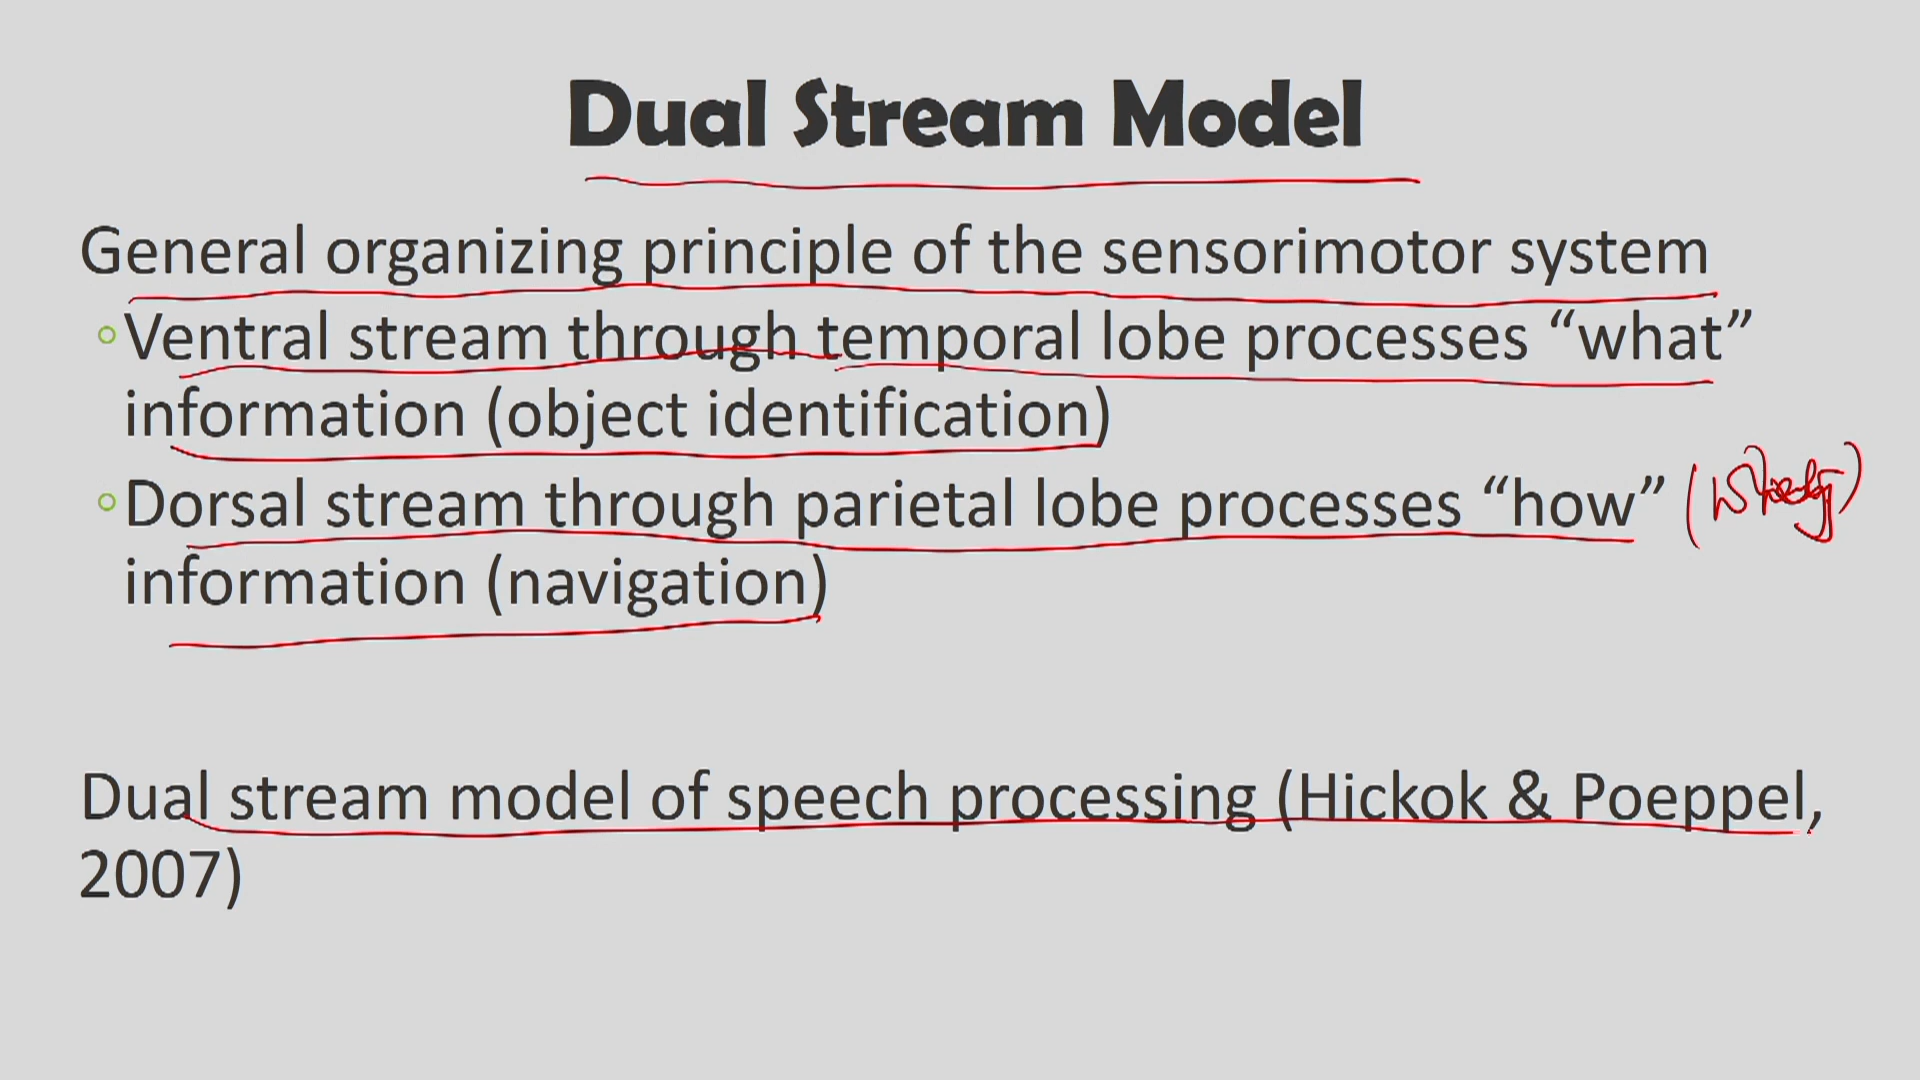 Dual Stream Model
General organizing principle of the sensorimotor system
◦Ventral stream through temporal lobe processes “what”
information (object identification)
◦Dorsal stream through parietal lobe processes “how”
information (navigation)
Dual stream model of speech processing (Hickok & Poeppel,
2007)